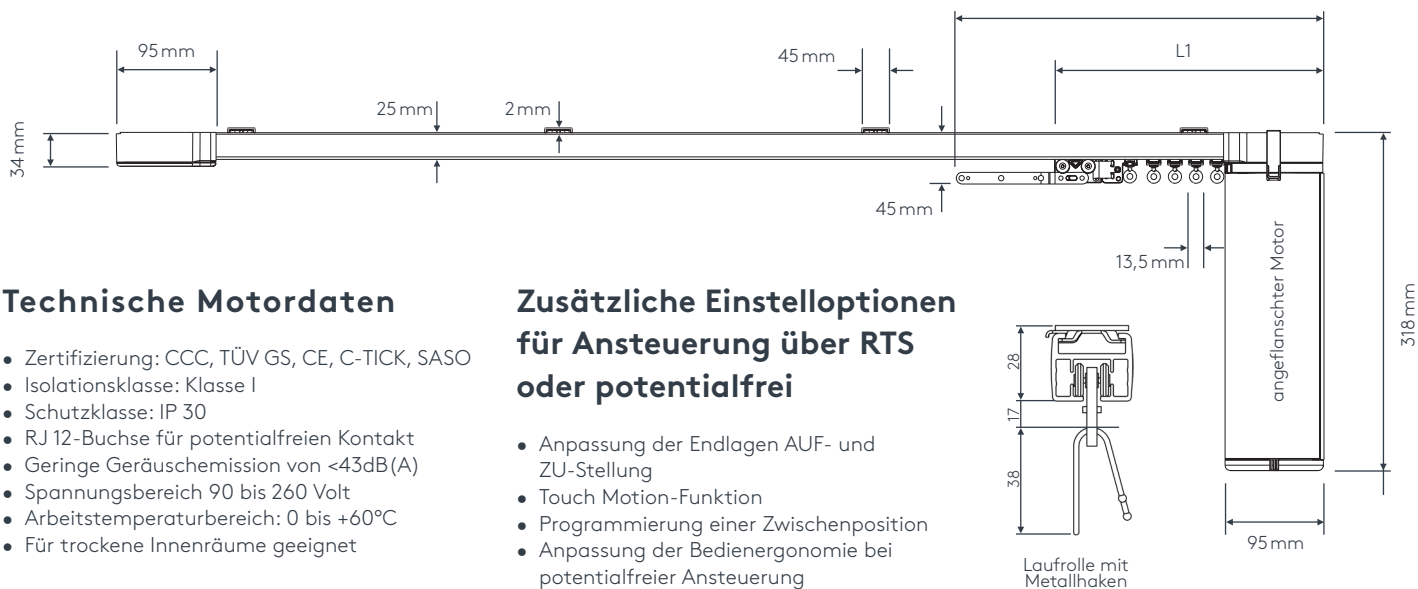 95 mm
45 mm
L1
25 mm
2 mm
34 mm
45 mm
13,5 mm
angeflanschter Motor
318 mm
95 mm
Technische Motordaten
• Zertifizierung: CCC, TÜV GS, CE, C-TICK, SASO
• Isolationsklasse: Klasse I
• Schutzklasse: IP 30
• RJ 12-Buchse für potentialfreien Kontakt
• Geringe Geräuschemission von <43dB(A)
• Spannungsbereich 90 bis 260 Volt
• Arbeitstemperaturbereich: 0 bis +60°C
• Für trockene Innenräume geeignet
Zusätzliche Einstelloptionen
für Ansteuerung über RTS
oder potentialfrei
• Anpassung der Endlagen AUF- und
ZU-Stellung
• Touch Motion-Funktion
• Programmierung einer Zwischenposition
• Anpassung der Bedienergonomie bei
potentialfreier Ansteuerung
28
17
38
Laufrolle mit
Metallhaken